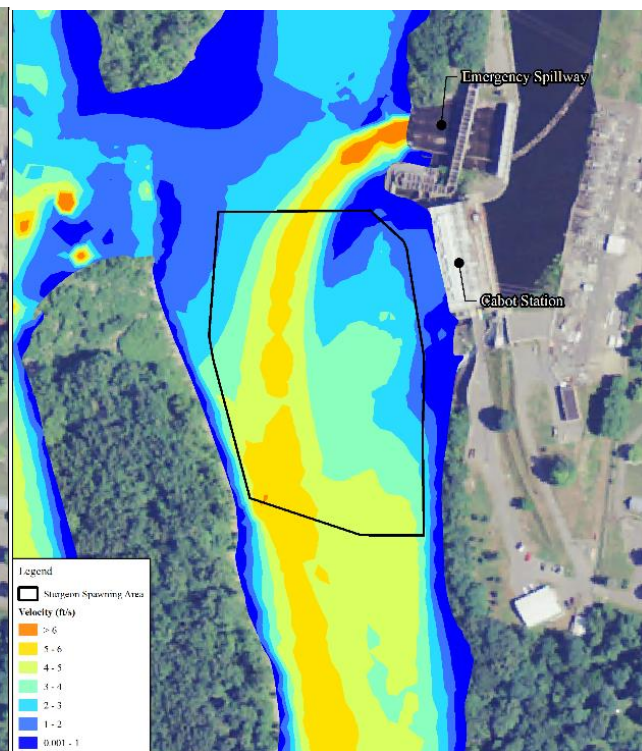 Emergency Spillway
Cabot Station
Legend
Sturgeon Spawning Area
Velocity (ft/s)
> 6
5 - 6
4 - 5
3 - 4
2 - 3
1 - 2
0.001 - 1